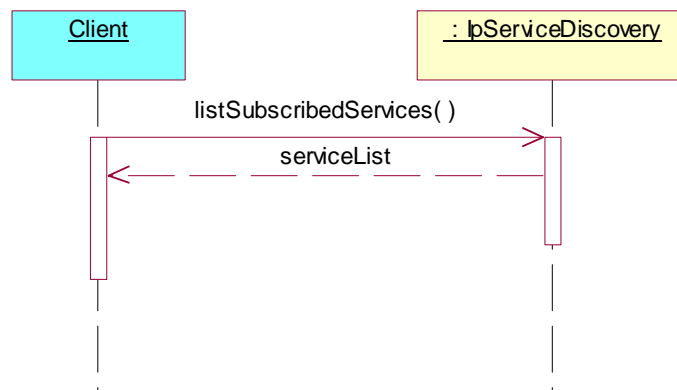 Client
: IpServiceDiscovery
listSubscribedServices( )
serviceList